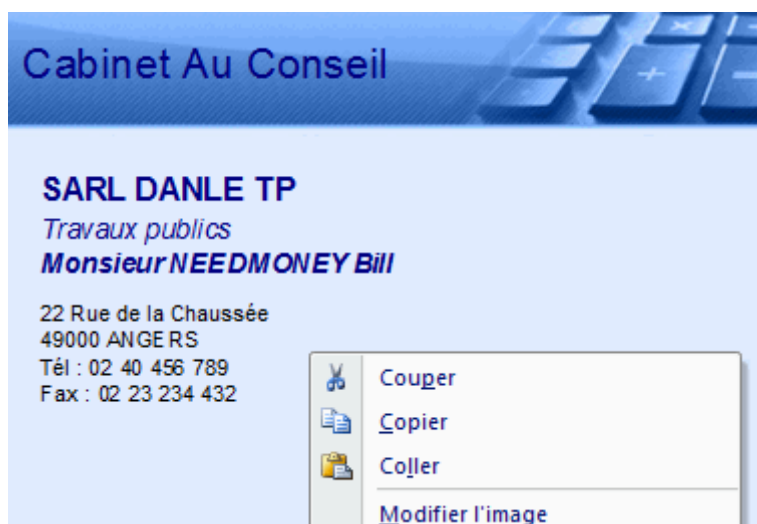 Cabinet Au Conseil
SARL DANLE TP
Travaux publics
Monsieur NEEDMONEY Bill
22 Rue de la Chaussée
49000 ANGERS
Tél : 02 40 456 789
Fax : 02 23 234 432
Couper
Copier
Coller
Modifier l'image